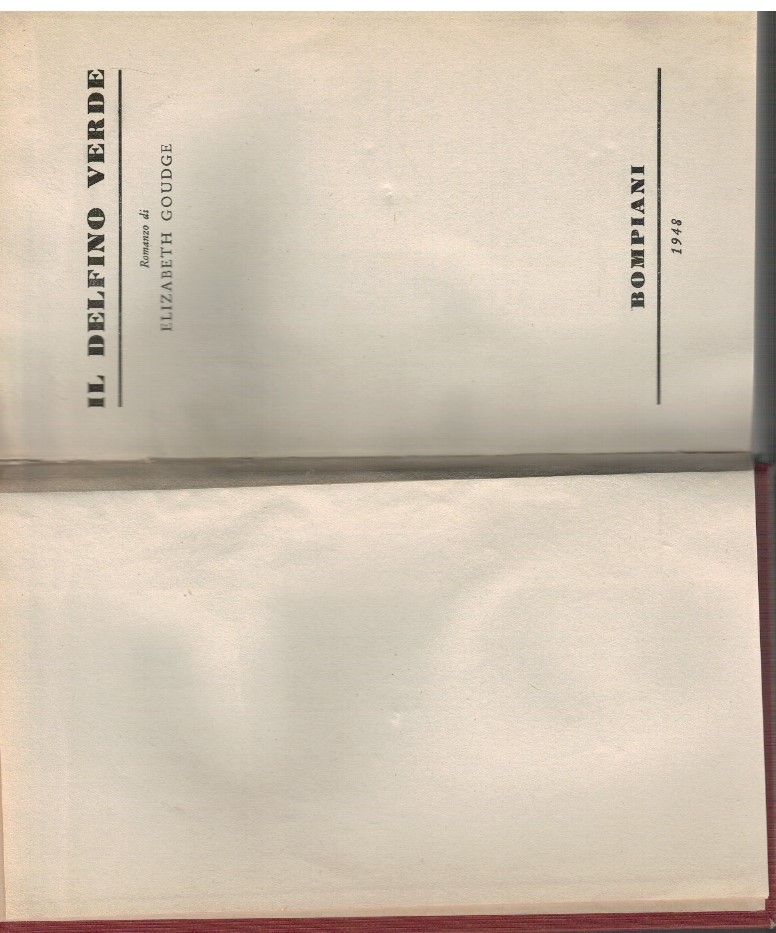 IL DELFINO VERDE
Romanzo di
ELIZABETH GOUDGE
BOMPIANI
1948